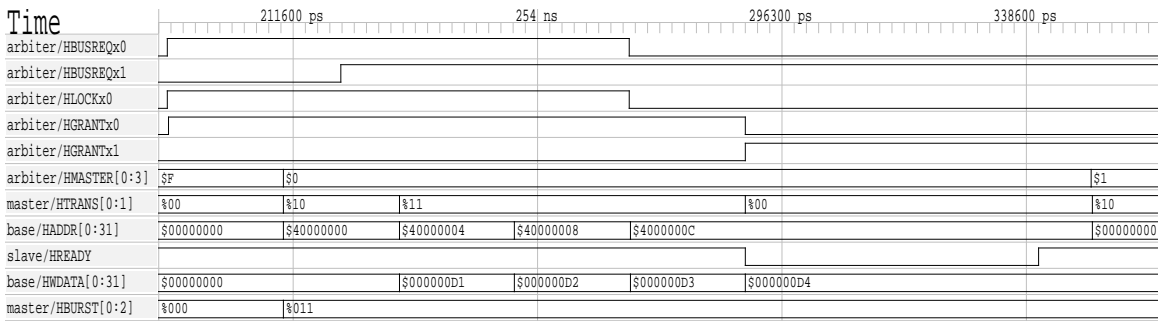 Time 211600 ps 254 ns 296300 ps 338600 ps
arbiter/HBUSREQx0
arbiter/HBUSREQx1
arbiter/HLOCKx0
arbiter/HGRANTx0
arbiter/HGRANTx1
arbiter/HMASTER[0:3] $F $0 $1
master/HTRANS[0:1] %00 %10 %11 %00 %10
base/HADDR[0:31] $00000000 $40000000 $40000004 $40000008 $4000000C $00000000
slave/HREADY
base/HWDATA[0:31] $00000000 $000000D1 $000000D2 $000000D3 $000000D4
master/HBURST[0:2] %000 %011